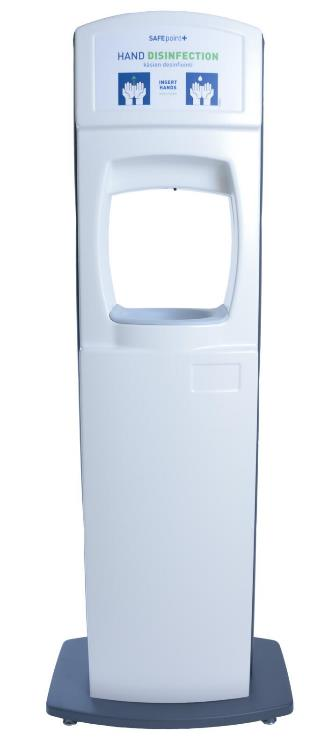 SAFEpoint+
HAND DISINFECTION
käsien desinfiointi
INSERT
HANDS